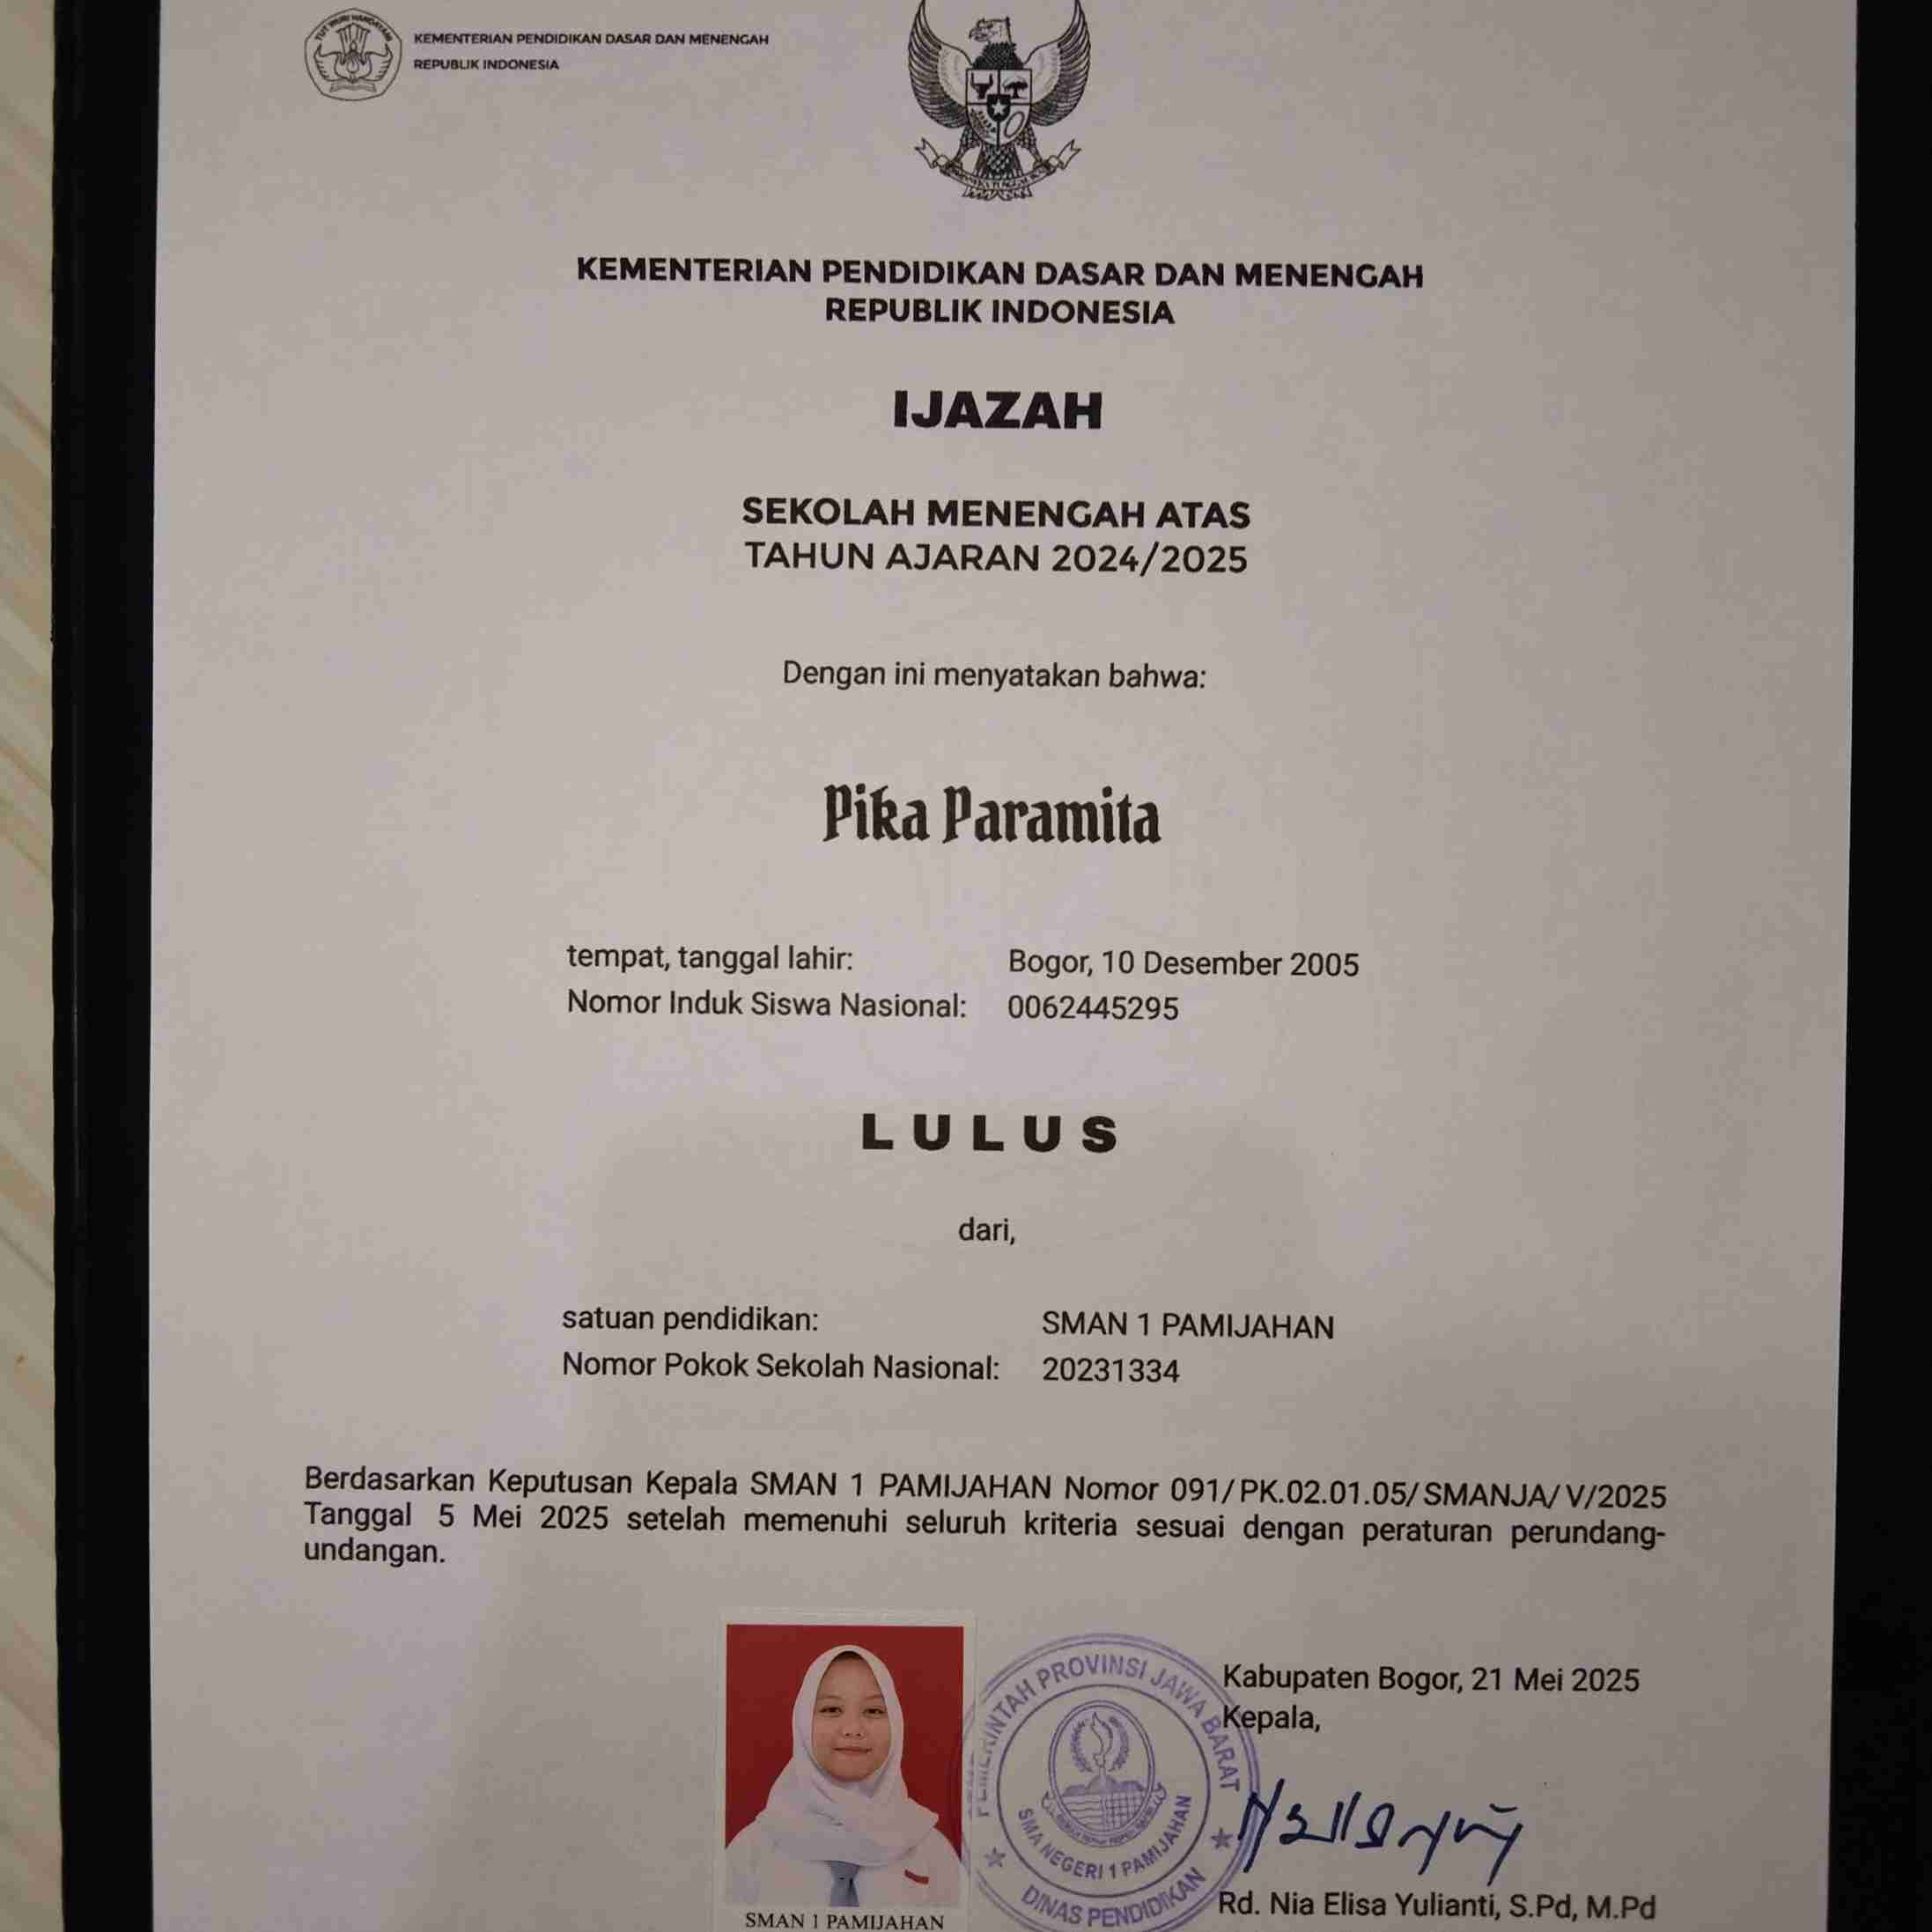 TUT WURI HANDAYANI
KEMENTERIAN PENDIDIKAN DASAR DAN MENENGAH
REPUBLIK INDONESIA
KEMENTERIAN PENDIDIKAN DASAR DAN MENENGAH
REPUBLIK INDONESIA
IJAZAH
SEKOLAH MENENGAH ATAS
TAHUN AJARAN 2024/2025
Dengan ini menyatakan bahwa:
Pika Paramita
tempat, tanggal lahir: Bogor, 10 Desember 2005
Nomor Induk Siswa Nasional: 0062445295
LULUS
dari,
satuan pendidikan: SMAN 1 PAMIJAHAN
Nomor Pokok Sekolah Nasional: 20231334
Berdasarkan Keputusan Kepala SMAN 1 PAMIJAHAN Nomor 091/PK.02.01.05/SMANJA/V/2025
Tanggal 5 Mei 2025 setelah memenuhi seluruh kriteria sesuai dengan peraturan perundang-
undangan.
Kabupaten Bogor, 21 Mei 2025
Kepala,
PEMERINTAH PROVINSI JAWA BARAT
SMA NEGERI 1 PAMIJAHAN
DINAS PENDIDIKAN
Rd. Nia Elisa Yulianti, S.Pd, M.Pd
SMAN 1 PAMIJAHAN